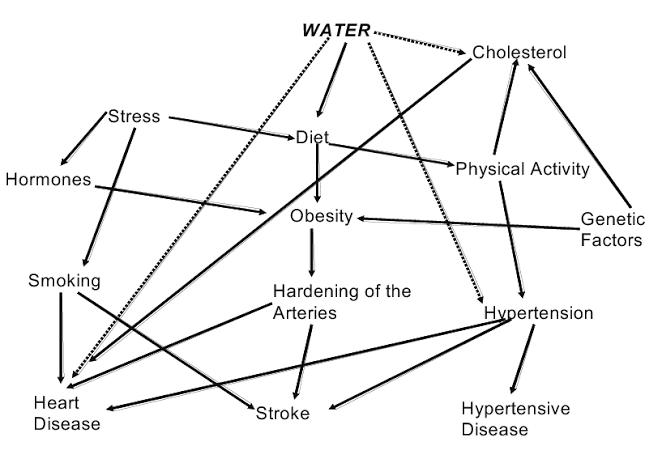 WATER
Cholesterol
Stress
Diet
Physical Activity
Hormones
Obesity
Genetic
Factors
Smoking
Hardening of the
Arteries
Hypertension
Heart
Disease
Stroke
Hypertensive
Disease